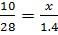 10/28 = x/1.4